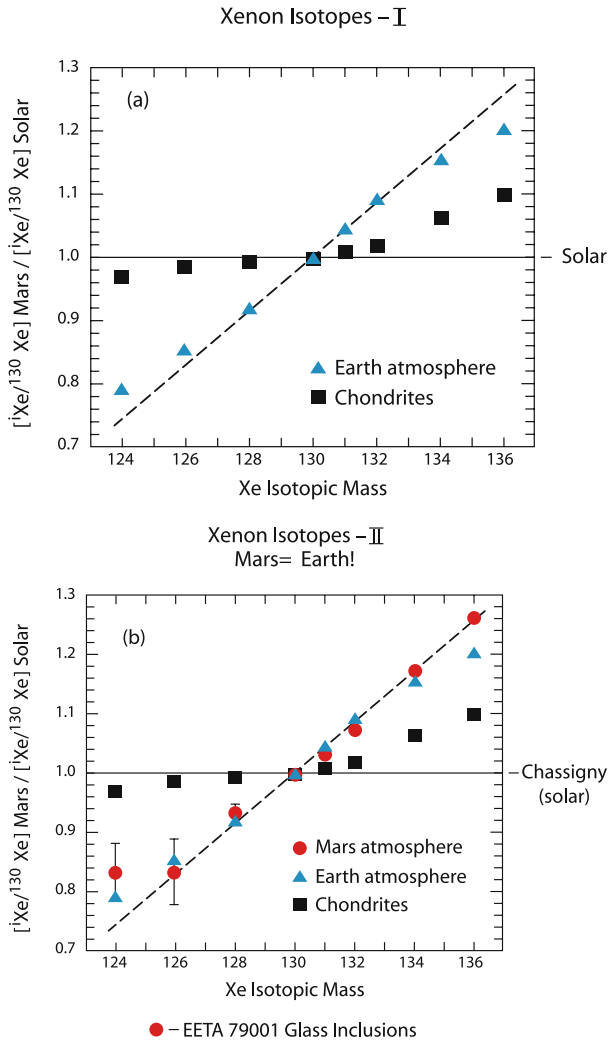 Xenon Isotopes – I
1.3
(a)
1.2
1.1
1.0
Solar
0.9
Earth atmosphere
0.8
Chondrites
0.7
124 126 128 130 132 134 136
Xe Isotopic Mass
[ⁱXe/¹³⁰ Xe] Mars / [ⁱXe/¹³⁰ Xe] Solar
Xenon Isotopes – II
Mars= Earth!
1.3
(b)
1.2
1.1
1.0
Chassigny
(solar)
0.9
Mars atmosphere
Earth atmosphere
0.8
Chondrites
0.7
124 126 128 130 132 134 136
Xe Isotopic Mass
[ⁱXe/¹³⁰ Xe] Mars / [ⁱXe/¹³⁰ Xe] Solar
– EETA 79001 Glass Inclusions